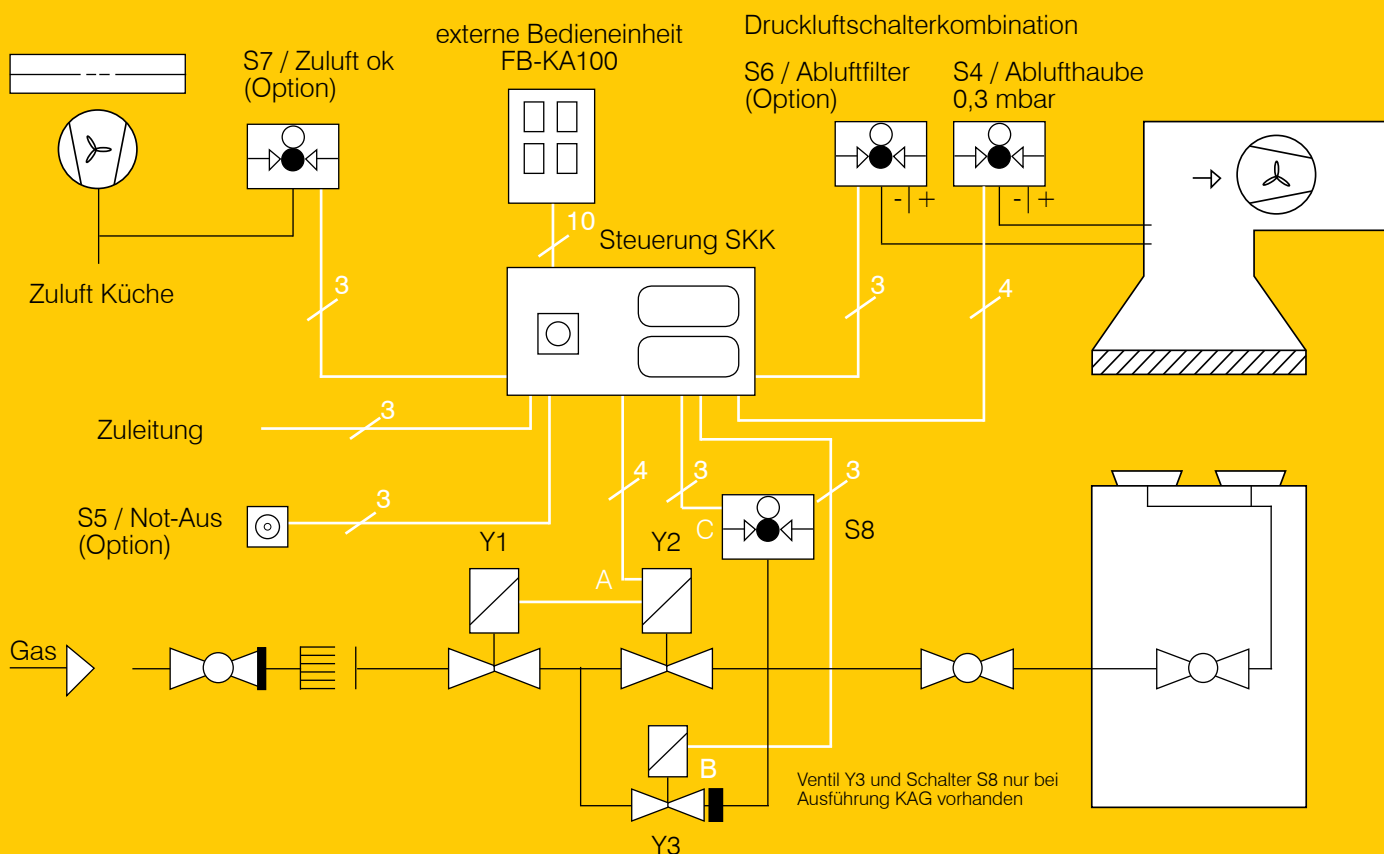 externe Bedieneinheit
FB-KA100
Druckluftschalterkombination
S7 / Zuluft ok
(Option)
S6 / Abluftfilter
(Option)
S4 / Ablufthaube
0,3 mbar
- | +
- | +
10
Steuerung SKK
Zuluft Küche
3
3
4
Zuleitung
3
4
3
3
S5 / Not-Aus
(Option)
3
Y1
Y2
C
S8
A
Gas
B
Ventil Y3 und Schalter S8 nur bei
Ausführung KAG vorhanden
Y3